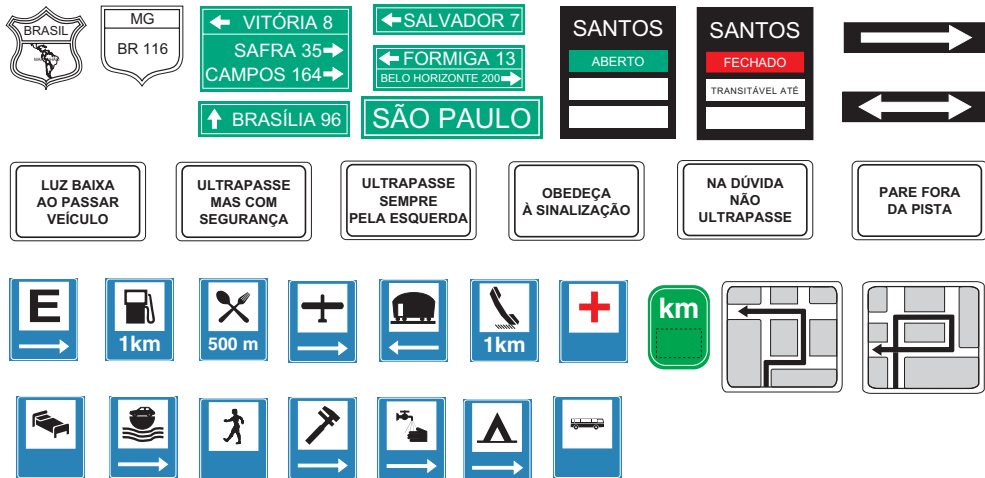 BRASIL
MG
BR 116
VITÓRIA 8
SAFRA 35
CAMPOS 164
BRASÍLIA 96
SALVADOR 7
FORMIGA 13
BELO HORIZONTE 200
SÃO PAULO
SANTOS
ABERTO
SANTOS
FECHADO
TRANSITÁVEL ATÉ
LUZ BAIXA
AO PASSAR
VEÍCULO
ULTRAPASSE
MAS COM
SEGURANÇA
ULTRAPASSE
SEMPRE
PELA ESQUERDA
OBEDEÇA
À SINALIZAÇÃO
NA DÚVIDA
NÃO
ULTRAPASSE
PARE FORA
DA PISTA
E
1km
500 m
1km
km